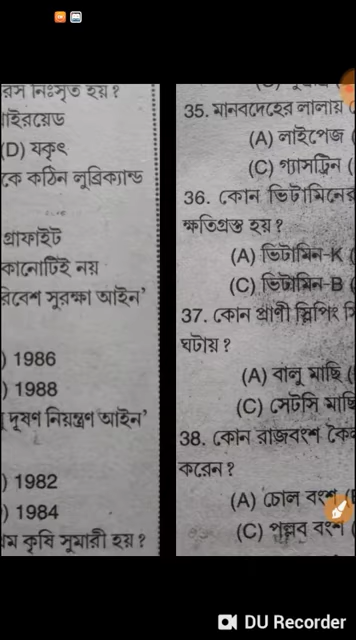 রস নিঃসৃত হয়?
াইরয়েড
(D) যকৃৎ
কে কঠিন লুব্রিক্যান্ট
গ্রাফাইট
কোনোটিই নয়
রিবেশ সুরক্ষা আইন’
) 1986
) 1988
দূষণ নিয়ন্ত্রণ আইন’
) 1982
) 1984
থম কৃষি সুমারী হয়?
35. মানবদেহের লালায়
(A) লাইপেজ
(C) গ্যাসট্রিন (
36. কোন ভিটামিনের
ক্ষতিগ্রস্ত হয়?
(A) ভিটামিন-K (
(C) ভিটামিন-B (
37. কোন প্রাণী স্লিপিং সি
ঘটায়?
(A) বালু মাছি (
(C) সেটসি মাছি
38. কোন রাজবংশ কৈল
করেন?
(A) চোল বংশ (
(C) পল্লব বংশ (
DU Recorder